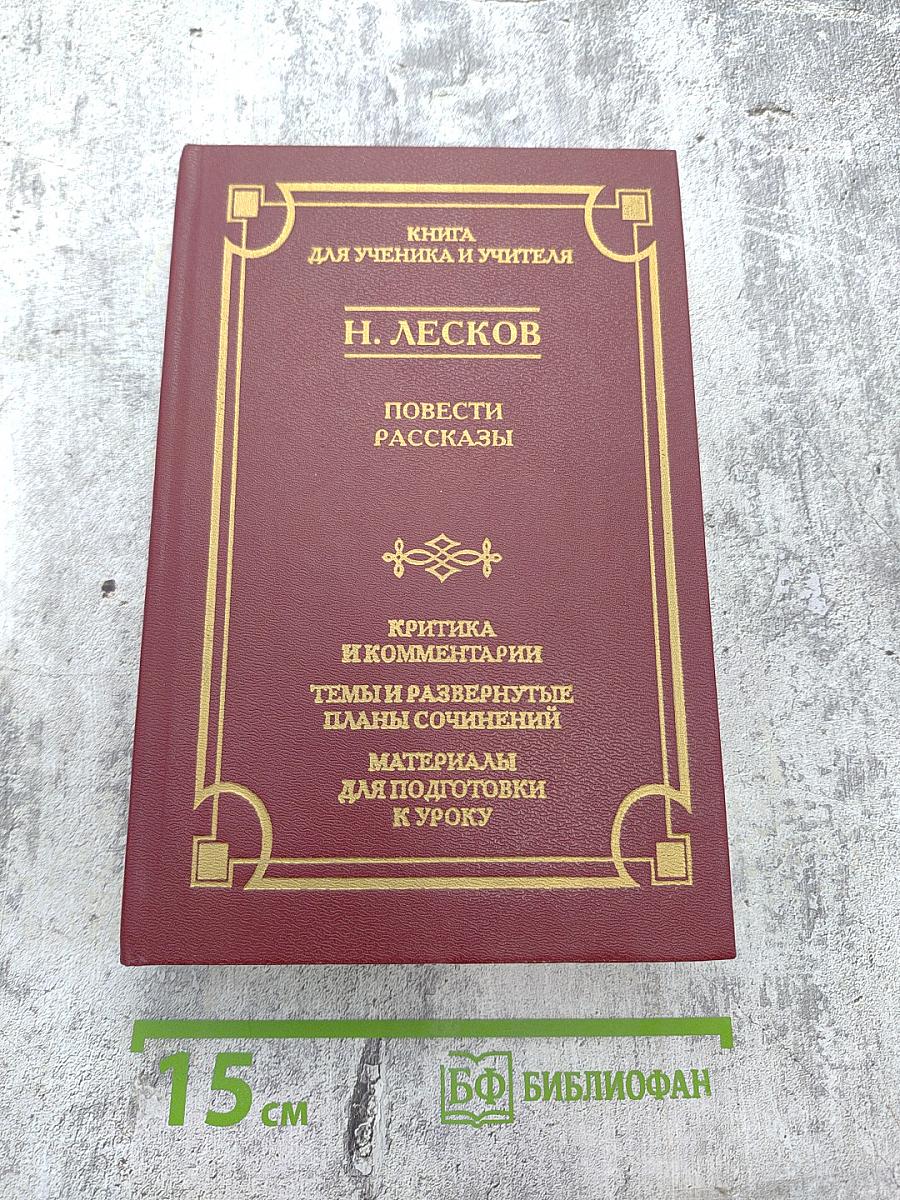 КНИГА
ДЛЯ УЧЕНИКА И УЧИТЕЛЯ
Н. ЛЕСКОВ
ПОВЕСТИ
РАССКАЗЫ
КРИТИКА
И КОММЕНТАРИИ
ТЕМЫ И РАЗВЕРНУТЫЕ
ПЛАНЫ СОЧИНЕНИЙ
МАТЕРИАЛЫ
ДЛЯ ПОДГОТОВКИ
К УРОКУ
15 см
БФ БИБЛИОФАН